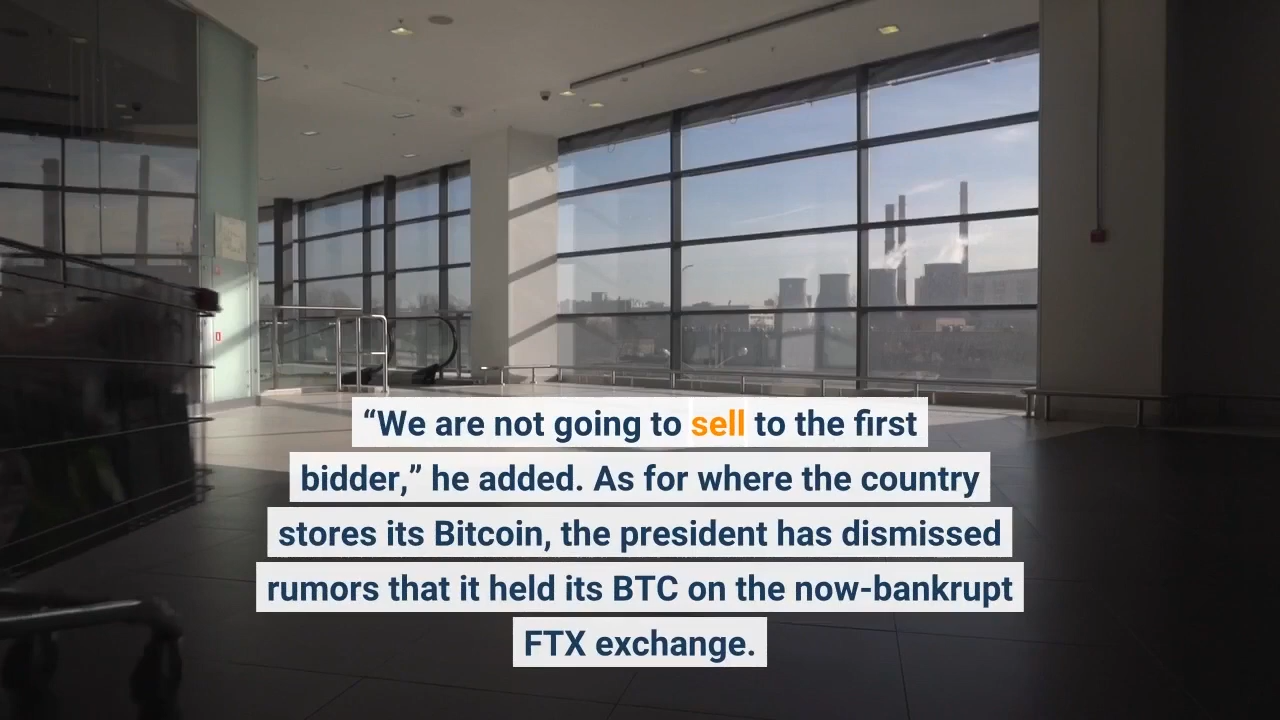 “We are not going to sell to the first
bidder,” he added. As for where the country
stores its Bitcoin, the president has dismissed
rumors that it held its BTC on the now-bankrupt
FTX exchange.